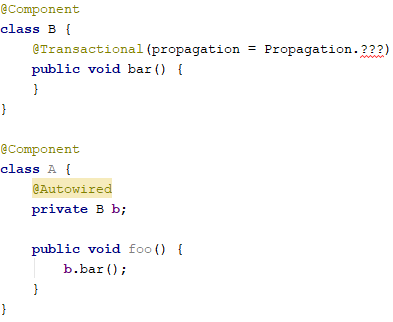 @Component
class B {
    @Transactional(propagation = Propagation.???)
    public void bar() {
    }
}

@Component
class A {
    @Autowired
    private B b;

    public void foo() {
        b.bar();
    }
}